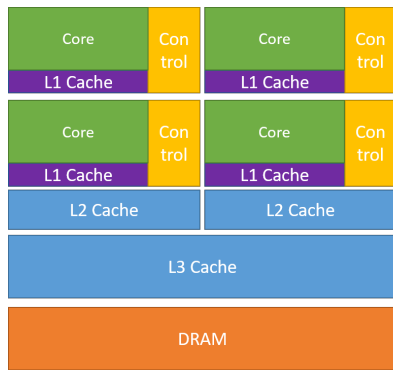 Core
Con
trol
L1 Cache
Core
Con
trol
L1 Cache
Core
Con
trol
L1 Cache
Core
Con
trol
L1 Cache
L2 Cache
L2 Cache
L3 Cache
DRAM